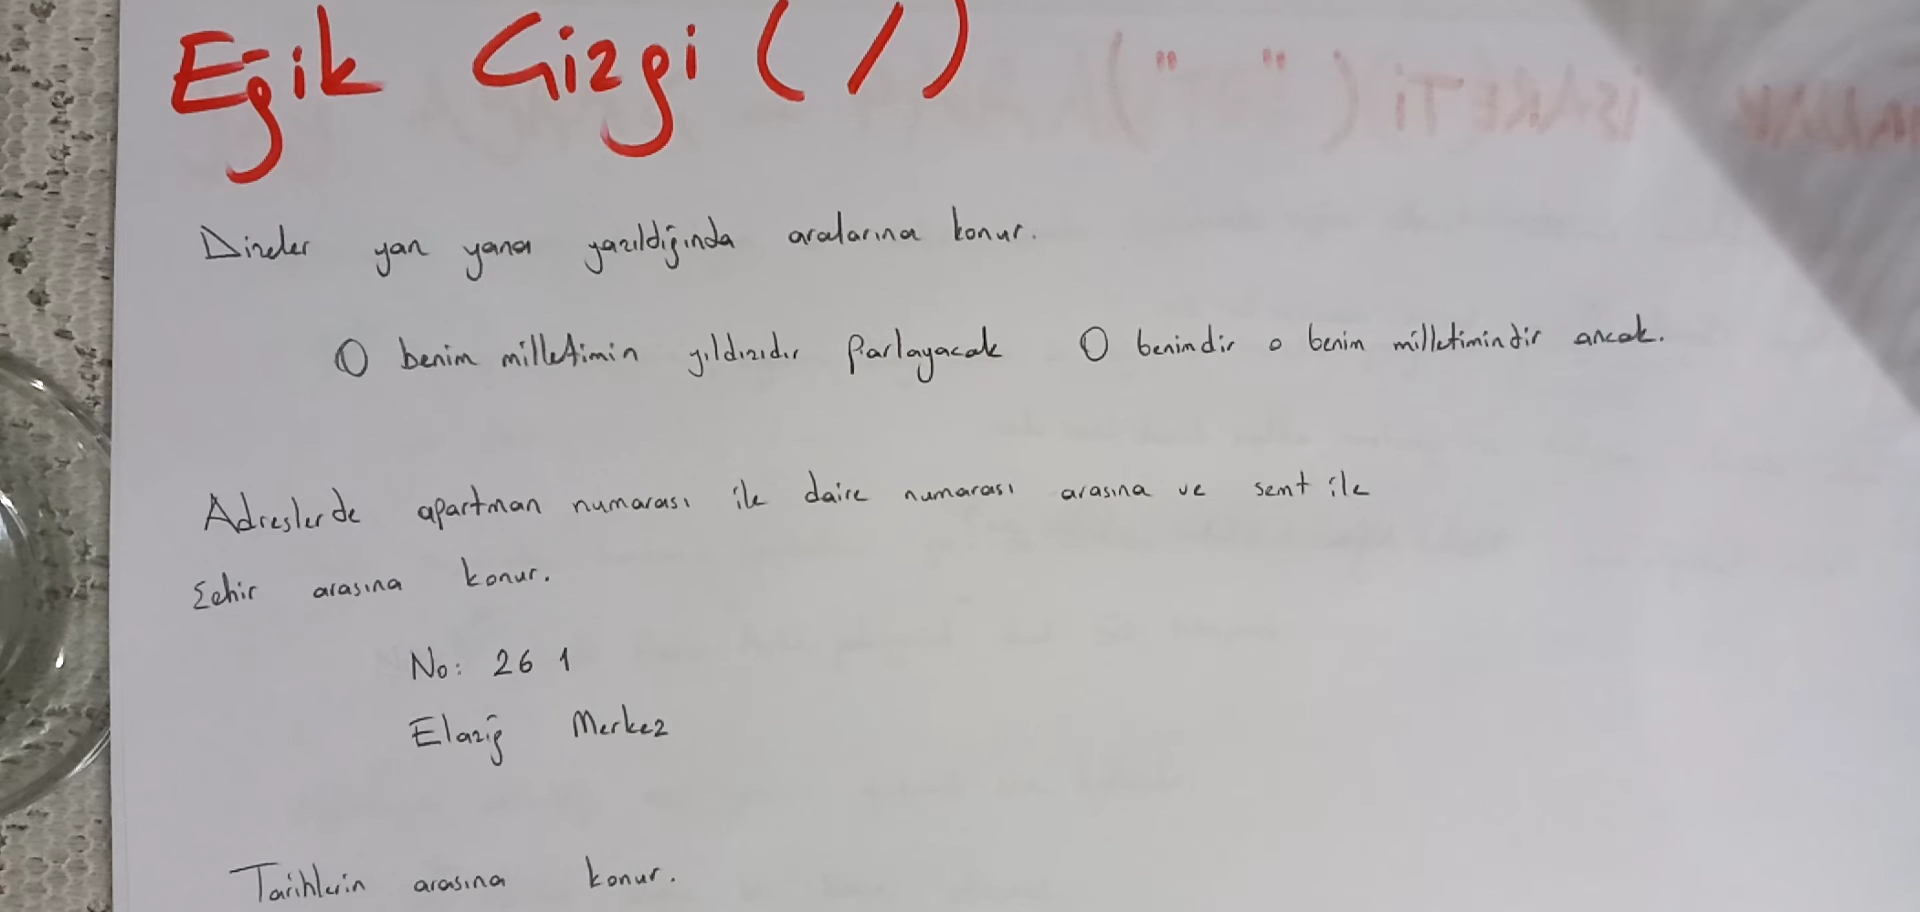 Eğik Çizgi ( / )
Dizeler yan yana yazıldığında aralarına konur.
O benim milletimin yıldızıdır parlayacak O benimdir o benim milletimindir ancak.
Adreslerde apartman numarası ile daire numarası arasına ve semt ile
şehir arasına konur.
No: 26 1
Elazığ Merkez
Tarihlerin arasına konur.